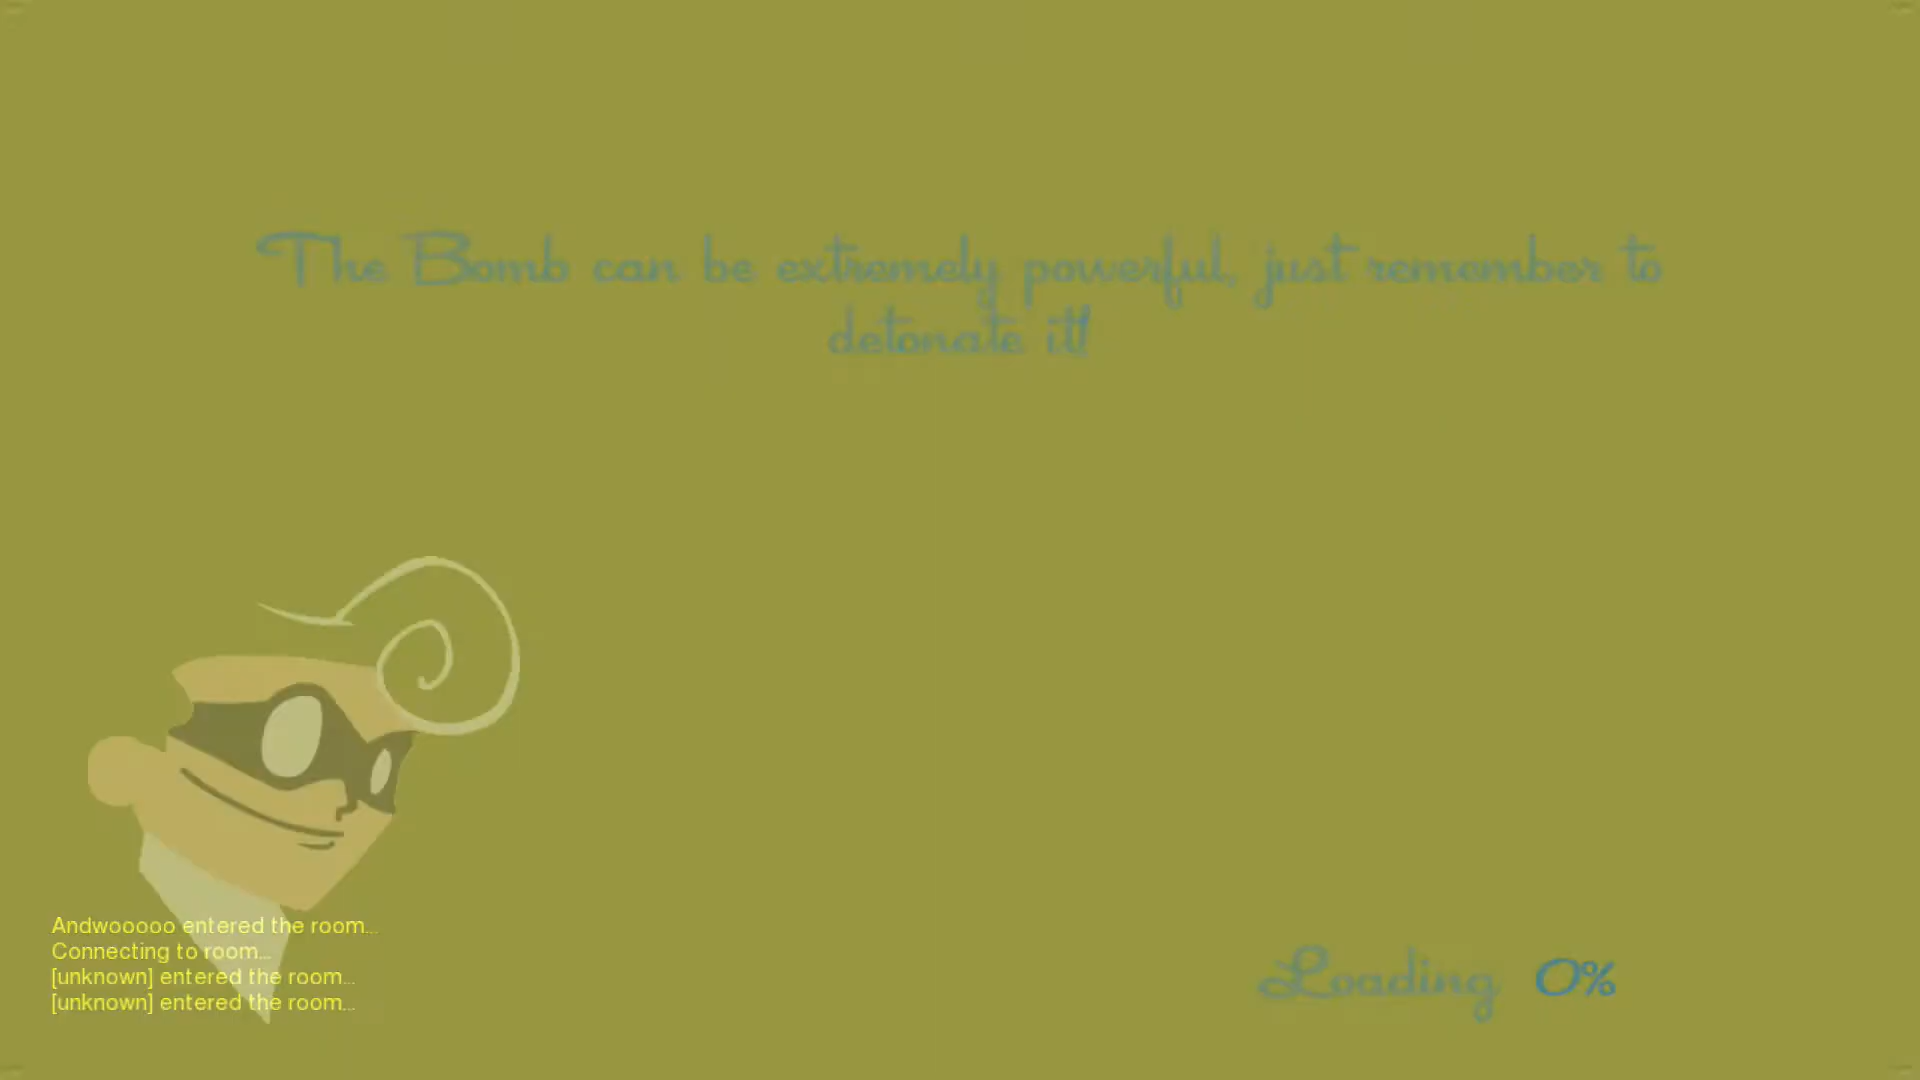 The Bomb can be extremely powerful, just remember to
detonate it!
Andwooooo entered the room...
Connecting to room...
[unknown] entered the room...
[unknown] entered the room...
Loading 0%